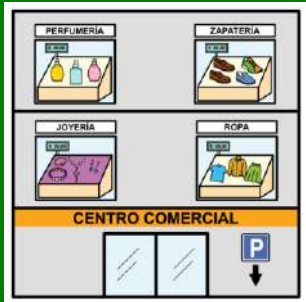 PERFUMERÍA
ZAPATERÍA
JOYERÍA
ROPA
CENTRO COMERCIAL
P